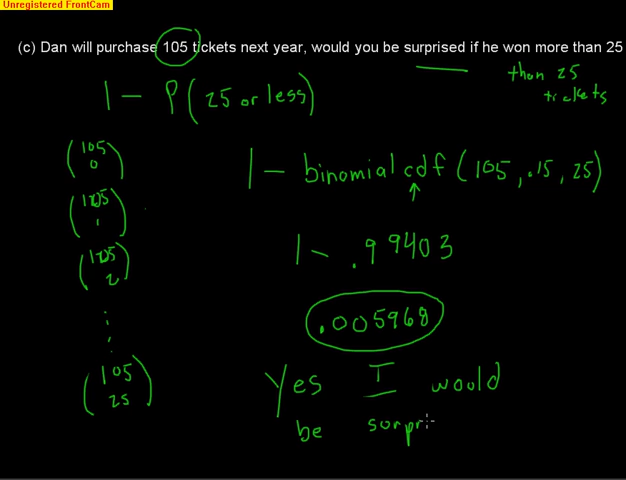 Unregistered FrontCam
(c) Dan will purchase 105 tickets next year, would you be surprised if he won more than 25
than 25
tickets
1 - P(25 or less)
(105 0)
1 - binomial cdf (105, .15, 25)
(105 1)
(105 2)
1 - .99403
.005968
(105 25)
Yes I would
be surpri